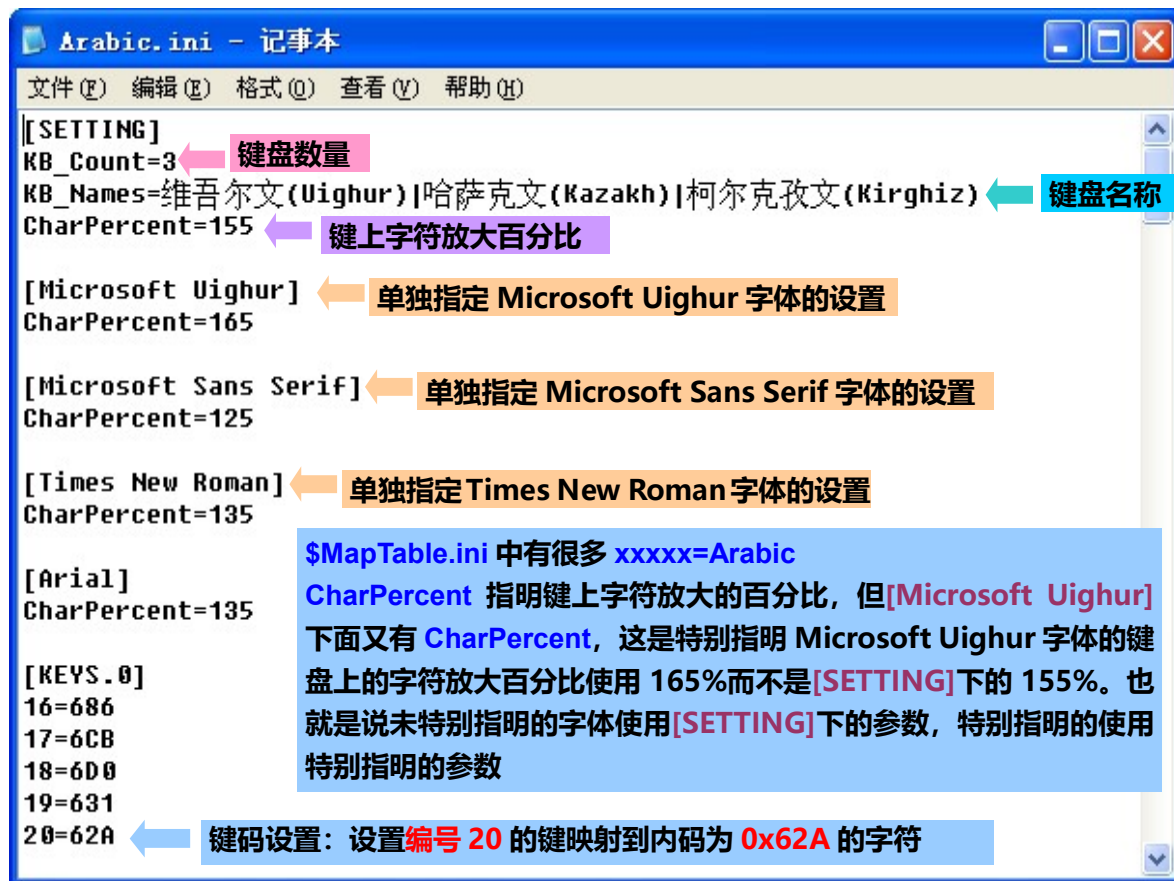 Arabic.ini - 记事本
文件(F) 编辑(E) 格式(O) 查看(V) 帮助(H)
[SETTING]
KB_Count=3 键盘数量
KB_Names=维吾尔文(Uighur)|哈萨克文(Kazakh)|柯尔克孜文(Kirghiz) 键盘名称
CharPercent=155 键上字符放大百分比
[Microsoft Uighur] 单独指定 Microsoft Uighur 字体的设置
CharPercent=165
[Microsoft Sans Serif] 单独指定 Microsoft Sans Serif 字体的设置
CharPercent=125
[Times New Roman] 单独指定Times New Roman字体的设置
CharPercent=135
[Arial]
CharPercent=135
[KEYS.0]
16=686
17=6CB
18=6D0
19=631
20=62A 键码设置：设置编号 20 的键映射到内码为 0x62A 的字符
$MapTable.ini 中有很多 xxxxx=Arabic
CharPercent 指明键上字符放大的百分比，但[Microsoft Uighur]
下面又有 CharPercent，这是特别指明 Microsoft Uighur 字体的键
盘上的字符放大百分比使用 165%而不是[SETTING]下的 155%。也
就是说未特别指明的字体使用[SETTING]下的参数，特别指明的使用
特别指明的参数